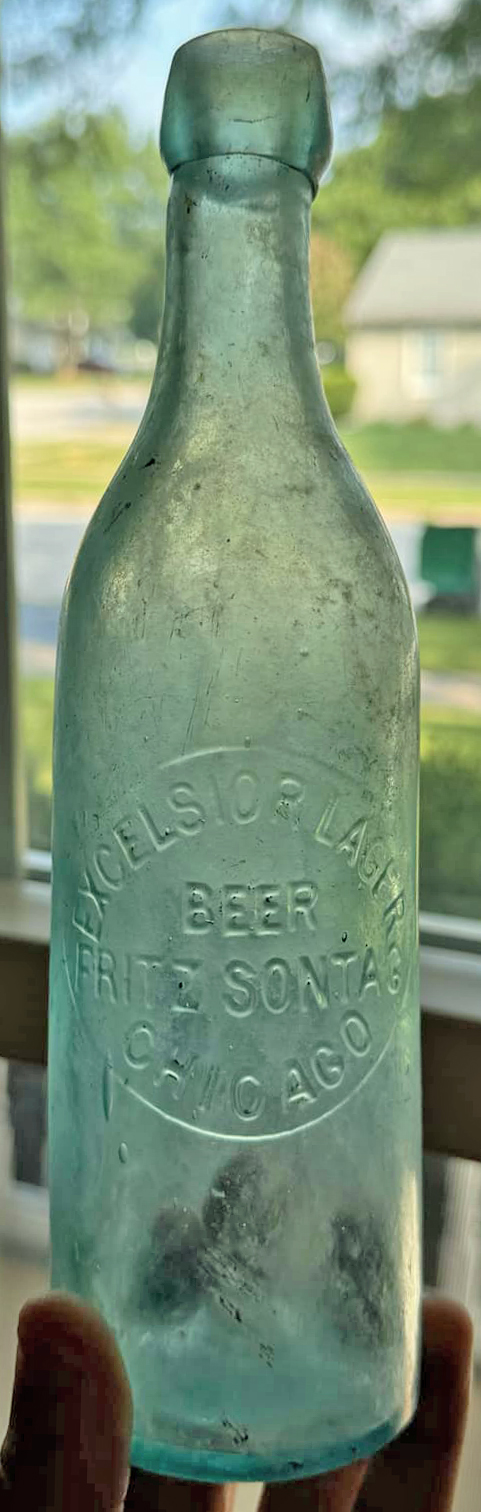 EXCELSIOR LAGER
BEER
FRITZ SONTAG
CHICAGO